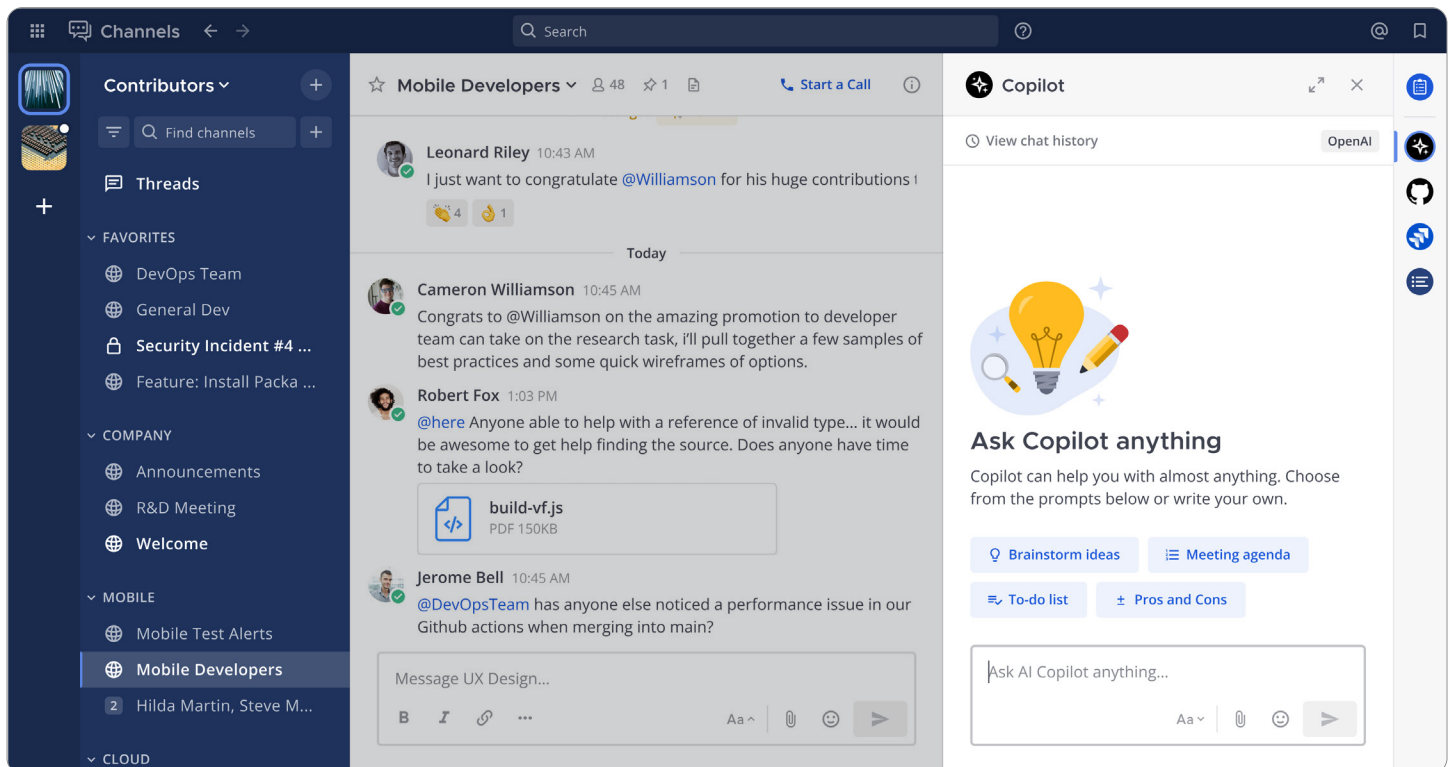 Channels
Search
Contributors
Find channels
Threads
FAVORITES
DevOps Team
General Dev
Security Incident #4 ...
Feature: Install Packa ...
COMPANY
Announcements
R&D Meeting
Welcome
MOBILE
Mobile Test Alerts
Mobile Developers
2 Hilda Martin, Steve M...
CLOUD
Mobile Developers 48 1 Start a Call
Leonard Riley 10:43 AM
I just want to congratulate @Williamson for his huge contributions
4 1
Today
Cameron Williamson 10:45 AM
Congrats to @Williamson on the amazing promotion to developer
team can take on the research task, i'll pull together a few samples of
best practices and some quick wireframes of options.
Robert Fox 1:03 PM
@here Anyone able to help with a reference of invalid type... it would
be awesome to get help finding the source. Does anyone have time
to take a look?
build-vf.js
PDF 150KB
Jerome Bell 10:45 AM
@DevOpsTeam has anyone else noticed a performance issue in our
Github actions when merging into main?
Message UX Design...
B I Aa
Copilot
View chat history OpenAI
Ask Copilot anything
Copilot can help you with almost anything. Choose
from the prompts below or write your own.
Brainstorm ideas Meeting agenda
To-do list Pros and Cons
Ask AI Copilot anything...
Aa